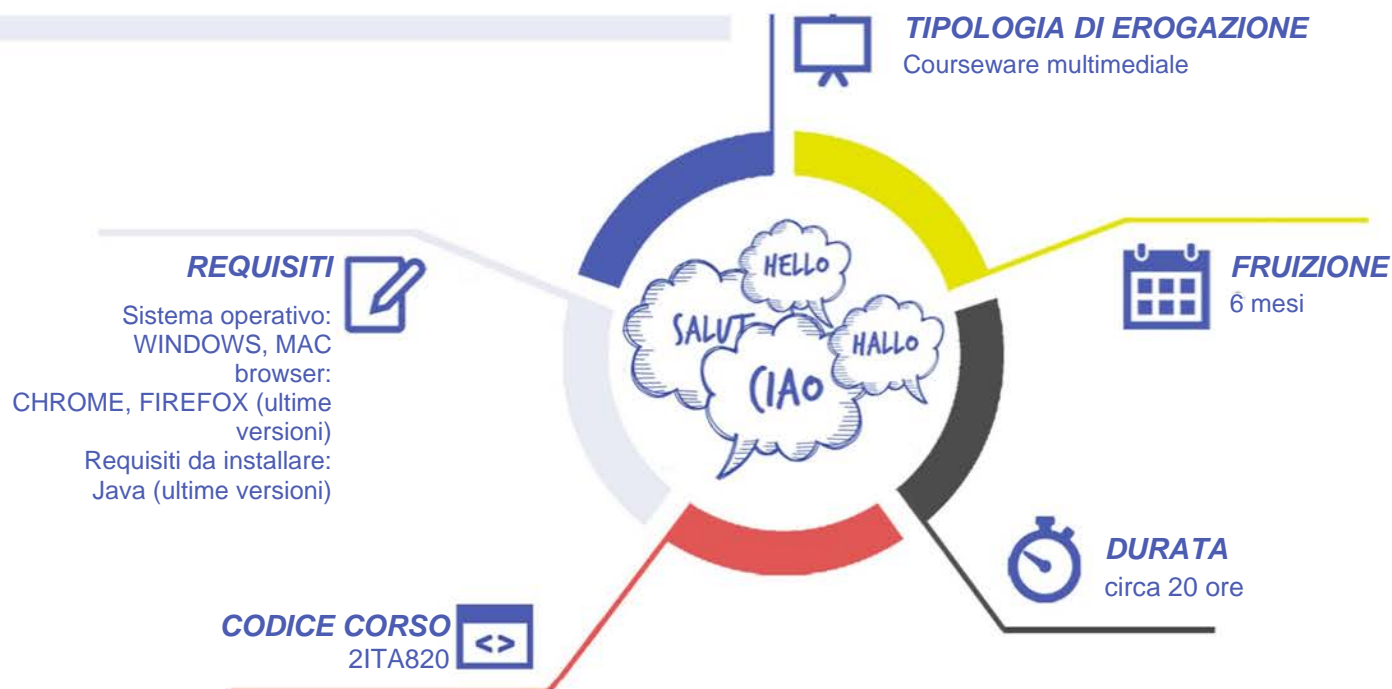 TIPOLOGIA DI EROGAZIONE
Courseware multimediale
REQUISITI
Sistema operativo:
WINDOWS, MAC
browser:
CHROME, FIREFOX (ultime
versioni)
Requisiti da installare:
Java (ultime versioni)
HELLO
SALUT
HALLO
CIAO
FRUIZIONE
6 mesi
DURATA
circa 20 ore
CODICE CORSO
2ITA820
<>